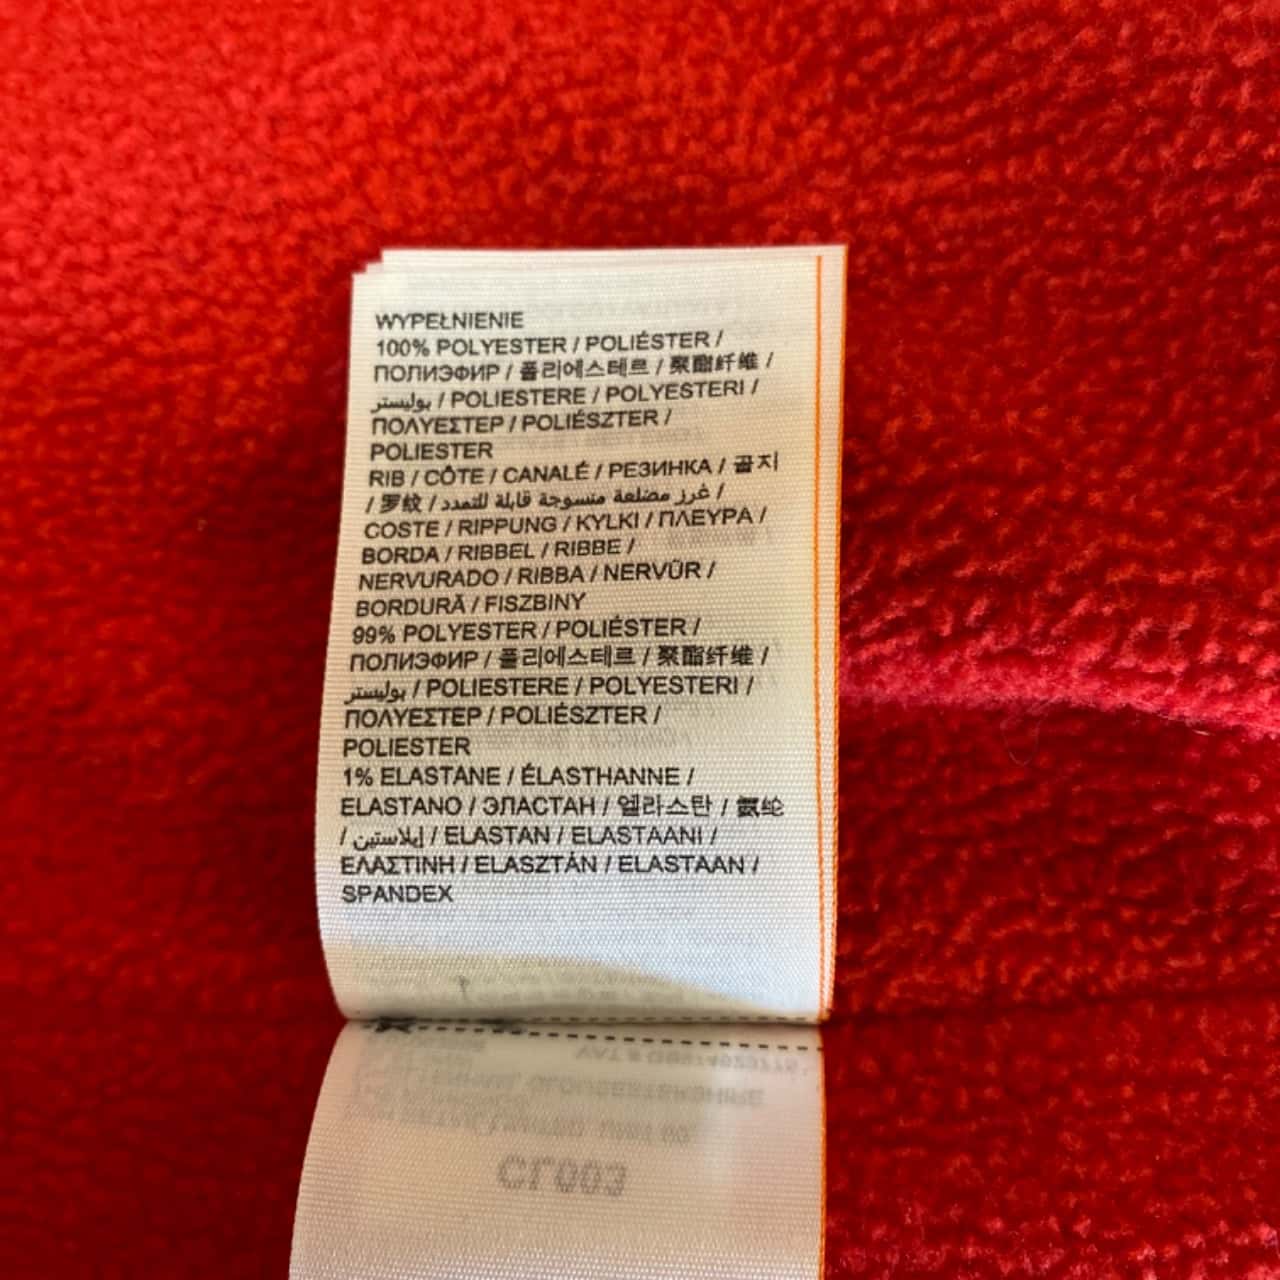 WYPEŁNIENIE
100% POLYESTER / POLIÉSTER /
ПОЛИЭФИР / 폴리에스테르 / 聚酯纤维 /
بوليستر / POLIESTERE / POLYESTERI /
ΠΟΛΥΕΣΤΕΡ / POLIÉSZTER /
POLIESTER
RIB / CÔTE / CANALÉ / РЕЗИНКА / 골지
/ 罗纹 / غرز مضلعة منسوجة قابلة للتمدد /
COSTE / RIPPUNG / KYLKI / ΠΛΕΥΡΑ /
BORDA / RIBBEL / RIBBE /
NERVURADO / RIBBA / NERVÜR /
BORDURĂ / FISZBINY
99% POLYESTER / POLIÉSTER /
ПОЛИЭФИР / 폴리에스테르 / 聚酯纤维 /
بوليستر / POLIESTERE / POLYESTERI /
ΠΟΛΥΕΣΤΕΡ / POLIÉSZTER /
POLIESTER
1% ELASTANE / ÉLASTHANNE /
ELASTANO / ЭЛАСТАН / 엘라스탄 / 氨纶
/ إيلاستين / ELASTAN / ELASTAANI /
ΕΛΑΣΤΙΝΗ / ELASZTÁN / ELASTAAN /
SPANDEX
CL003